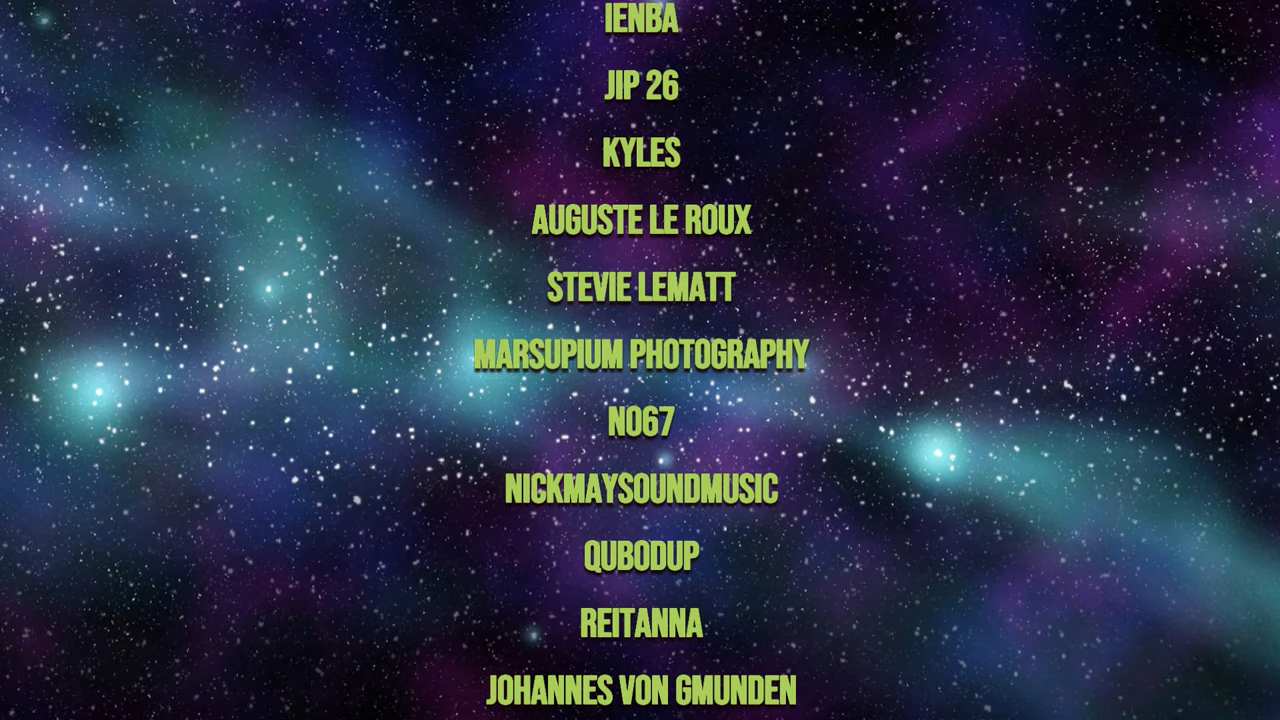 IENBA
JIP 26
KYLES
AUGUSTE LE ROUX
STEVIE LEMATT
MARSUPIUM PHOTOGRAPHY
NO67
NICKMAYSOUNDMUSIC
QUBODUP
REITANNA
JOHANNES VON GMUNDEN